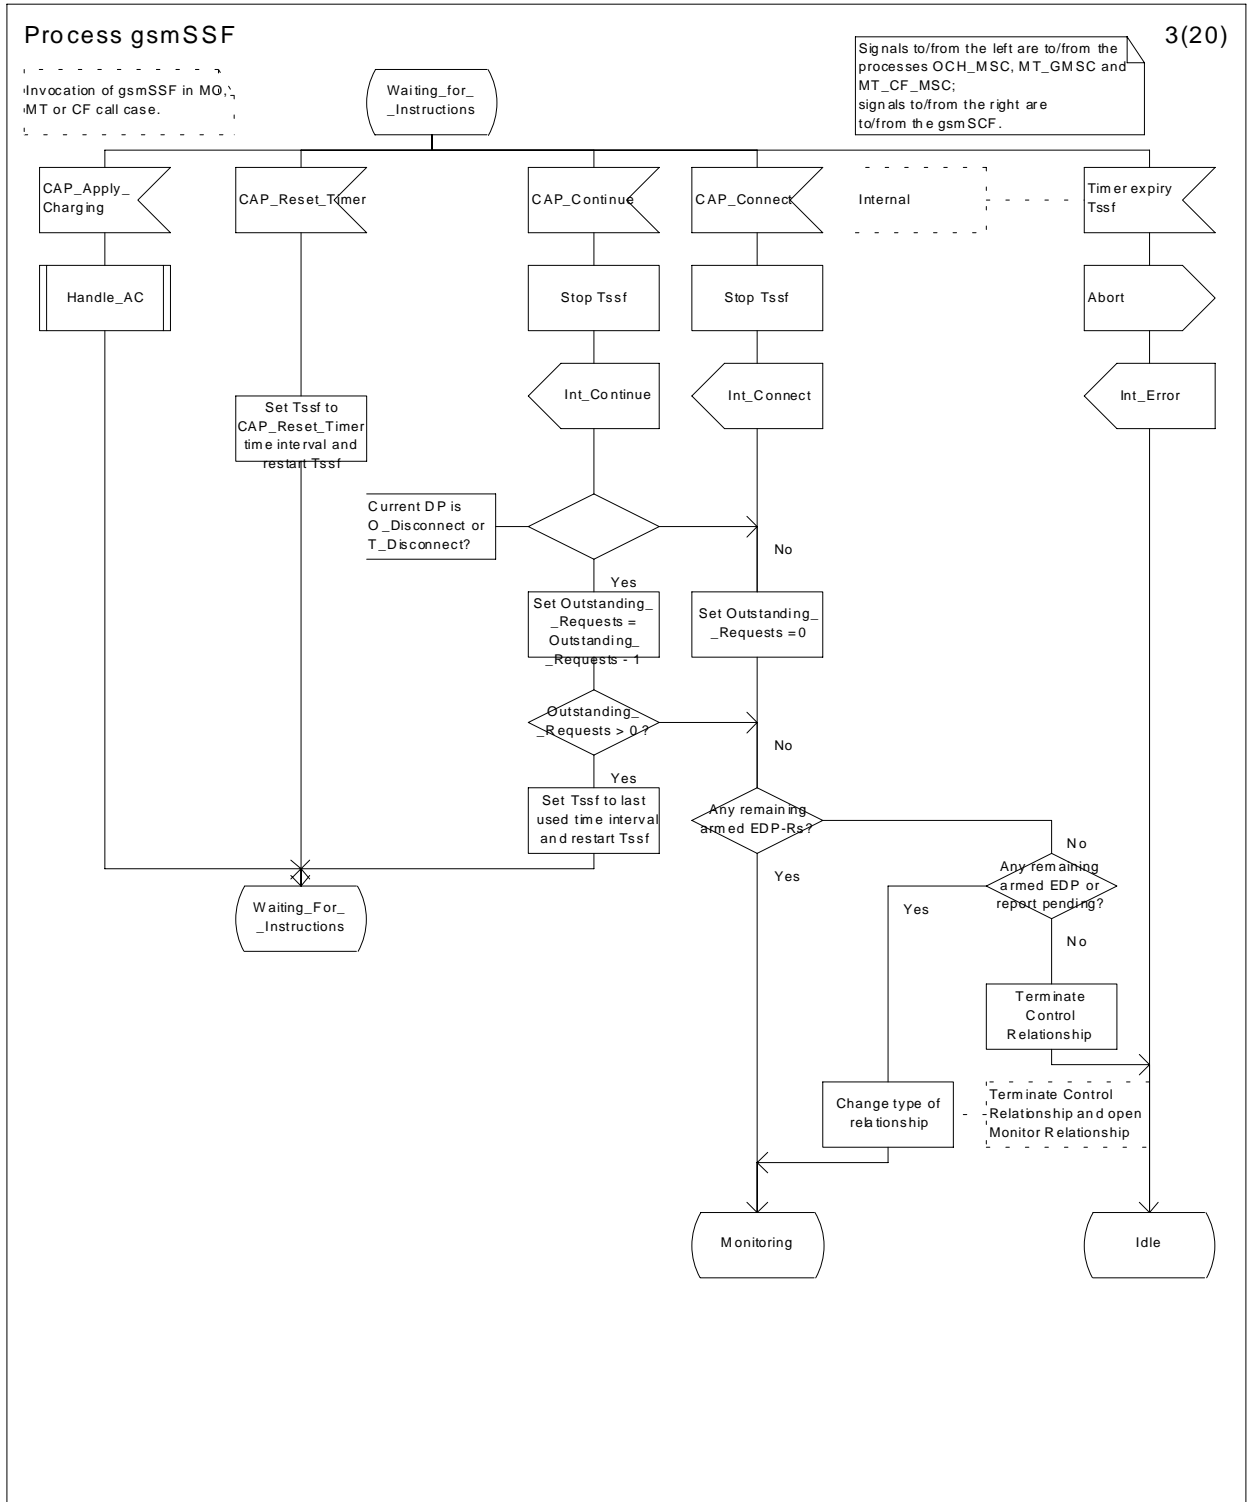 Process gsmSSF
3(20)
Invocation of gsmSSF in MO,
MT or CF call case.
Waiting_for_
_Instructions
Signals to/from the left are to/from the
processes OCH_MSC, MT_GMSC and
MT_CF_MSC;
signals to/from the right are
to/from the gsmSCF.
CAP_Apply_
Charging
CAP_Reset_Timer
CAP_Continue
CAP_Connect
Internal
Timer expiry
Tssf
Handle_AC
Stop Tssf
Stop Tssf
Abort
Int_Continue
Int_Connect
Int_Error
Set Tssf to
CAP_Reset_Timer
time interval and
restart Tssf
Current DP is
O_Disconnect or
T_Disconnect?
No
Yes
Set Outstanding_
_Requests =
Outstanding_
_Requests - 1
Set Outstanding_
_Requests =0
Outstanding_
_Requests > 0 ?
No
Yes
Set Tssf to last
used time interval
and restart Tssf
Any remaining
armed EDP-Rs?
No
Yes
Any remaining
armed EDP or
report pending?
Yes
No
Waiting_For_
_Instructions
Terminate
Control
Relationship
Change type of
relationship
Terminate Control
Relationship and open
Monitor Relationship
Monitoring
Idle